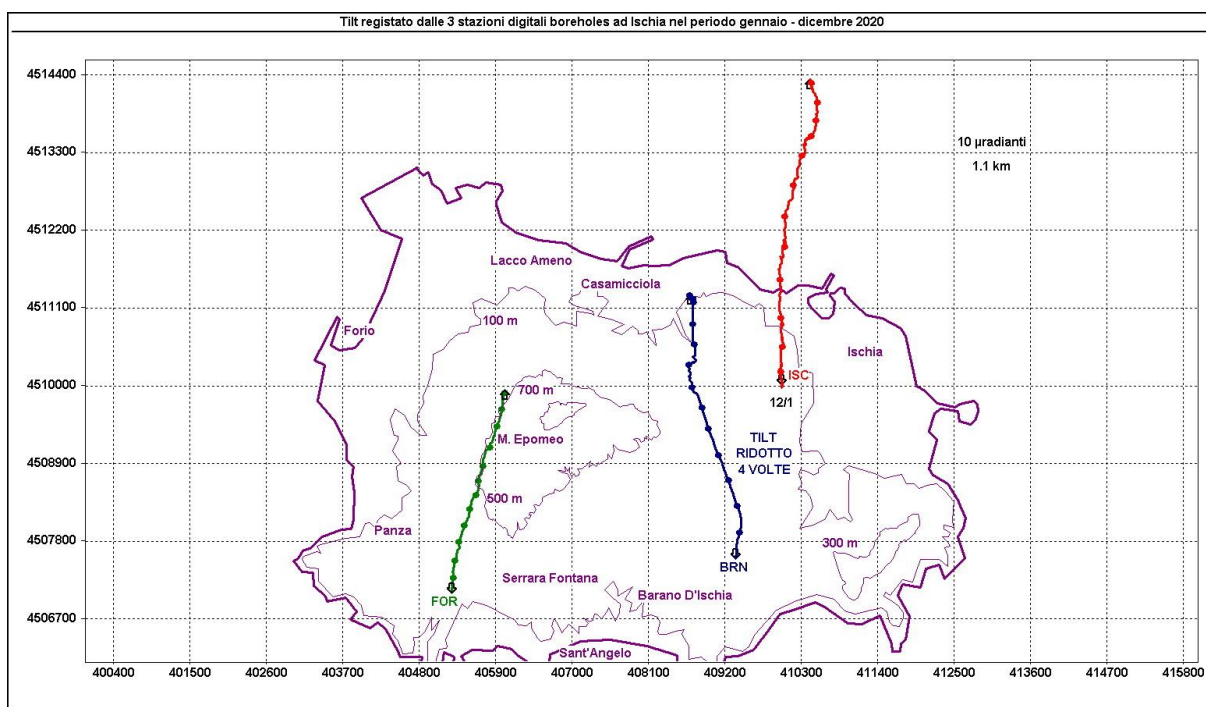 Tilt registato dalle 3 stazioni digitali boreholes ad Ischia nel periodo gennaio - dicembre 2020
4514400
4513300
4512200
4511100
4510000
4508900
4507800
4506700
10 µradianti
1.1 km
Lacco Ameno
Casamicciola
100 m
Forio
Ischia
ISC
12/1
700 m
M. Epomeo
TILT
RIDOTTO
4 VOLTE
500 m
Panza
300 m
BRN
Serrara Fontana
FOR
Barano D'Ischia
Sant'Angelo
400400 401500 402600 403700 404800 405900 407000 408100 409200 410300 411400 412500 413600 414700 415800